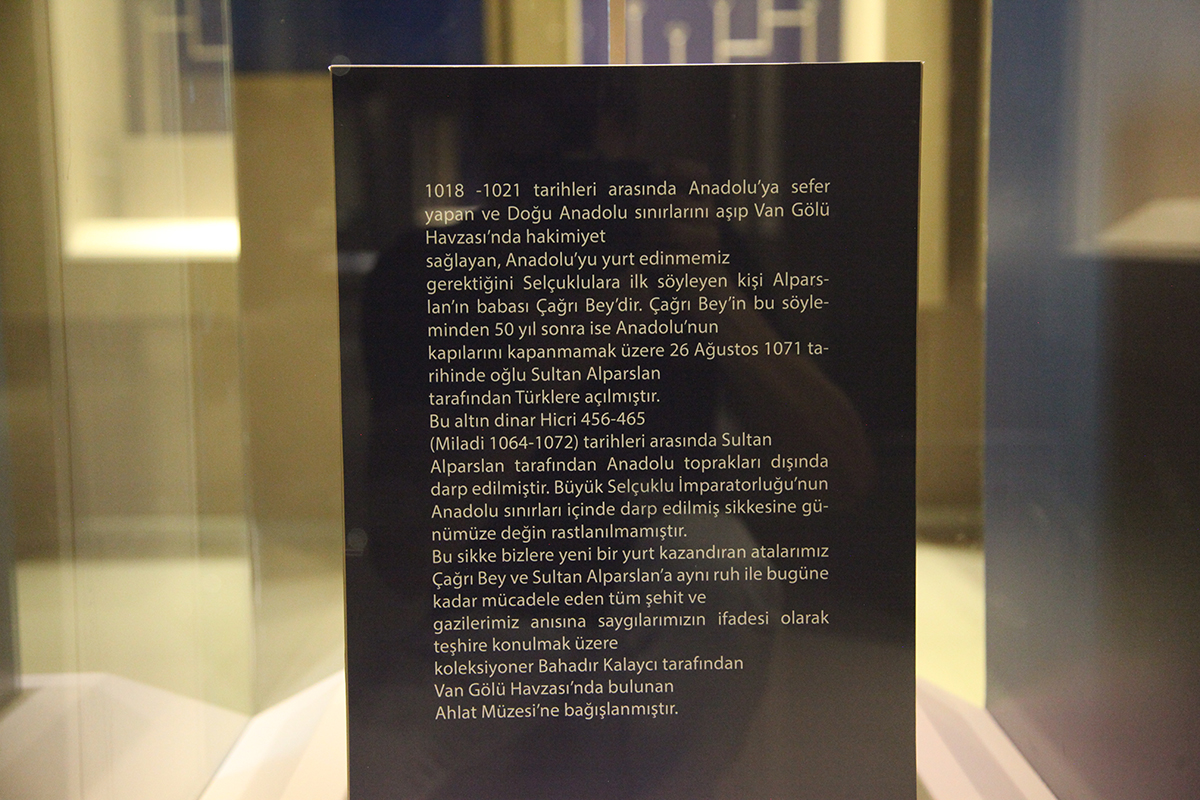 1018 -1021 tarihleri arasında Anadolu'ya sefer
yapan ve Doğu Anadolu sınırlarını aşıp Van Gölü
Havzası'nda hakimiyet
sağlayan, Anadolu'yu yurt edinmemiz
gerektiğini Selçuklulara ilk söyleyen kişi Alpars-
lan'ın babası Çağrı Bey'dir. Çağrı Bey'in bu söyle-
minden 50 yıl sonra ise Anadolu'nun
kapılarını kapanmamak üzere 26 Ağustos 1071 ta-
rihinde oğlu Sultan Alparslan
tarafından Türklere açılmıştır.
Bu altın dinar Hicri 456-465
(Miladi 1064-1072) tarihleri arasında Sultan
Alparslan tarafından Anadolu toprakları dışında
darp edilmiştir. Büyük Selçuklu İmparatorluğu'nun
Anadolu sınırları içinde darp edilmiş sikkesine gü-
nümüze değin rastlanılmamıştır.
Bu sikke bizlere yeni bir yurt kazandıran atalarımız
Çağrı Bey ve Sultan Alparslan'a aynı ruh ile bugüne
kadar mücadele eden tüm şehit ve
gazilerimiz anısına saygılarımızın ifadesi olarak
teşhire konulmak üzere
koleksiyoner Bahadır Kalaycı tarafından
Van Gölü Havzası'nda bulunan
Ahlat Müzesi'ne bağışlanmıştır.